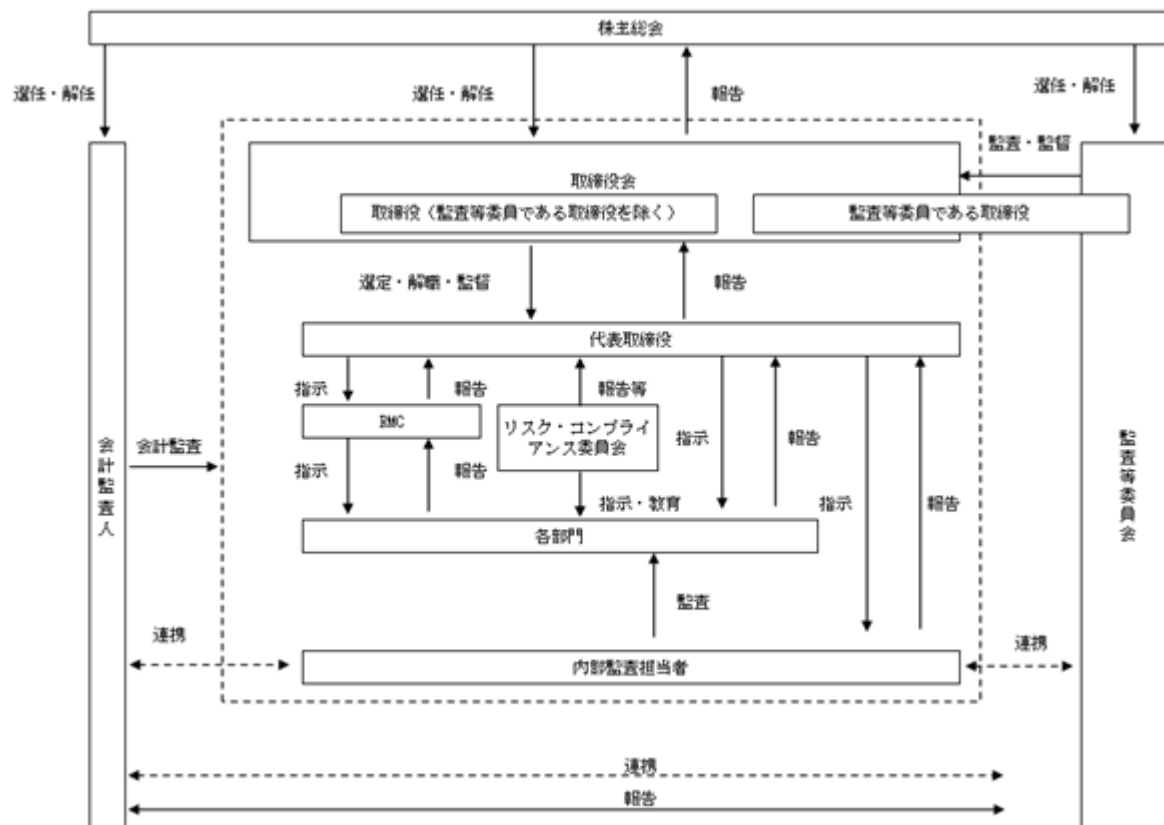 株主総会
選任・解任
選任・解任
報告
選任・解任
監査・監督
取締役会
取締役（監査等委員である取締役を除く）
監査等委員である取締役
選定・解職・監督
報告
代表取締役
指示
報告
報告等
RMC
リスク・コンプライ
アンス委員会
指示
報告
指示
報告
指示・教育
指示
報告
各部門
会計監査人
会計監査
監査等委員会
監査
連携
連携
内部監査担当者
連携
報告